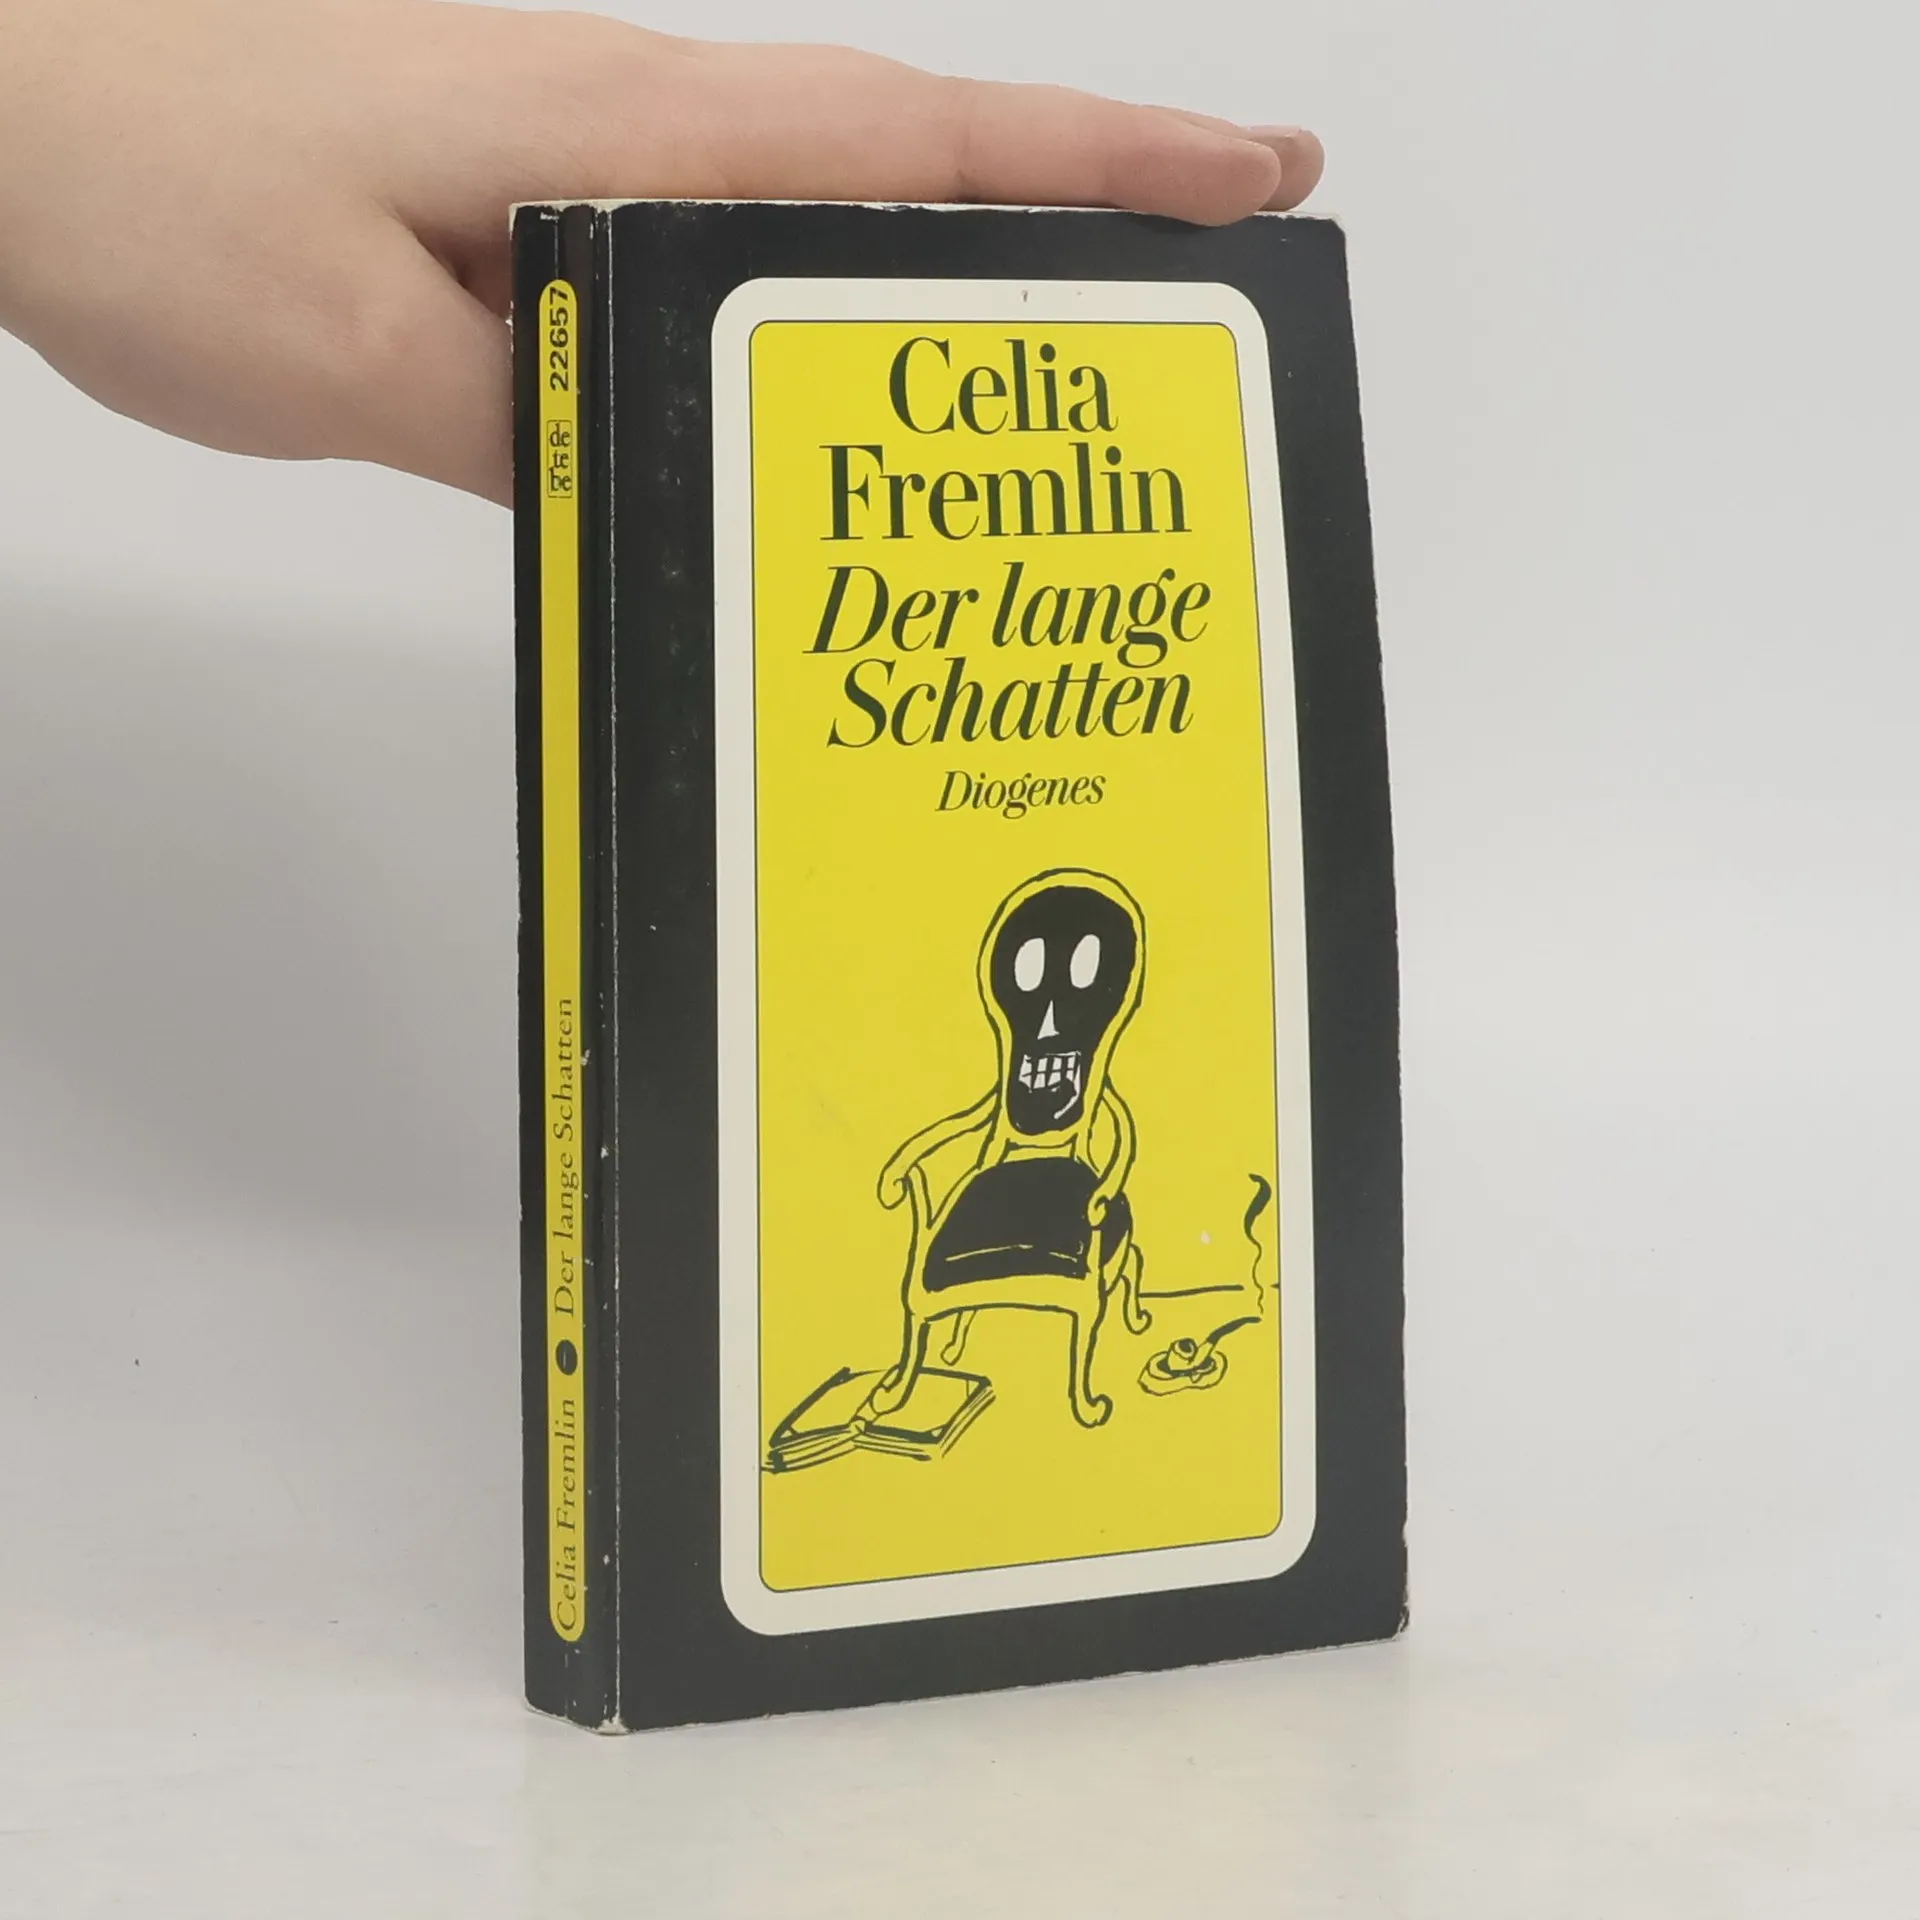 Celia
Fremlin
Der lange
Schatten
Diogenes
Celia Fremlin Der lange Schatten
de
te
be
22657